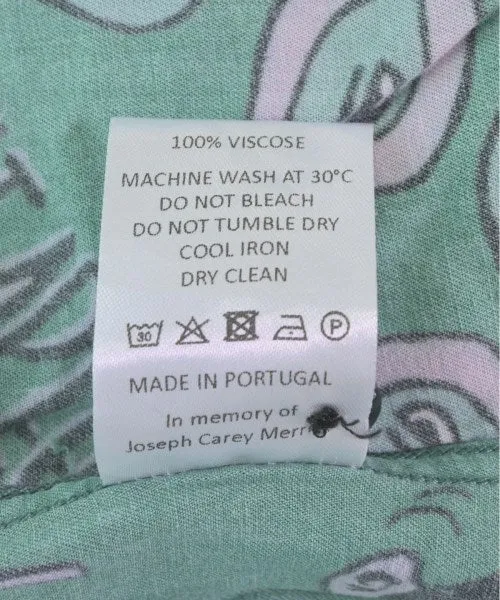 100% VISCOSE
MACHINE WASH AT 30°C
DO NOT BLEACH
DO NOT TUMBLE DRY
COOL IRON
DRY CLEAN
30 P
MADE IN PORTUGAL
In memory of
Joseph Carey